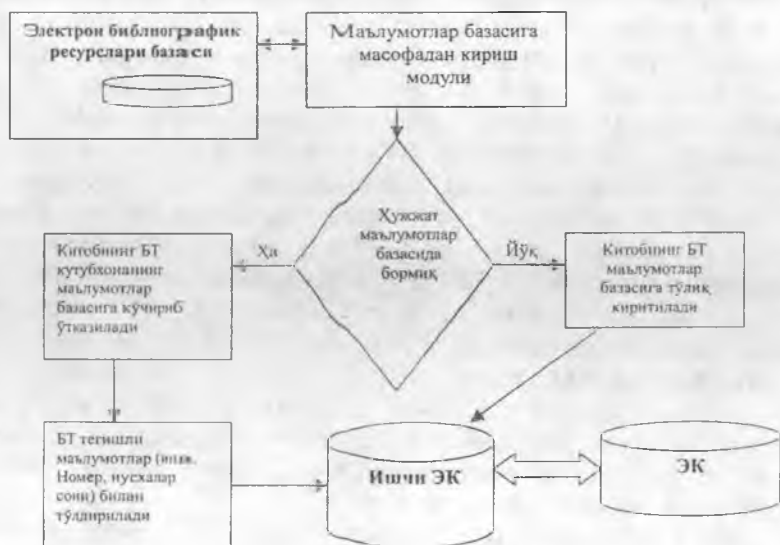 Электрон библиографик
ресурслари базаси
Маълумотлар базасига
масофадан кириш
модули
Ҳужжат
маълумотлар
базасида
бормиқ
Ҳа
Йўқ
Китобнинг БТ
кутубхонанинг
маълумотлар
базасига кўчириб
ўтказилади
Китобнинг БТ
маълумотлар
базасига тўлиқ
киритилади
БТ тегишли
маълумотлар (инв.
Номер, нусхалар
сони) билан
тўлдирилади
Ишчи ЭК
ЭК